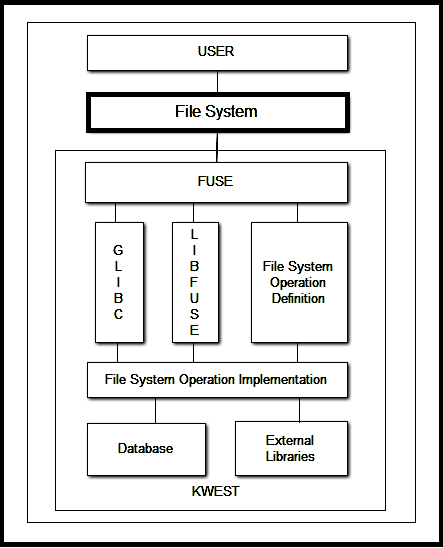 USER
File System
FUSE
G
L
I
B
C
L
I
B
F
U
S
E
File System
Operation
Definition
File System Operation Implementation
Database
External
Libraries
KWEST